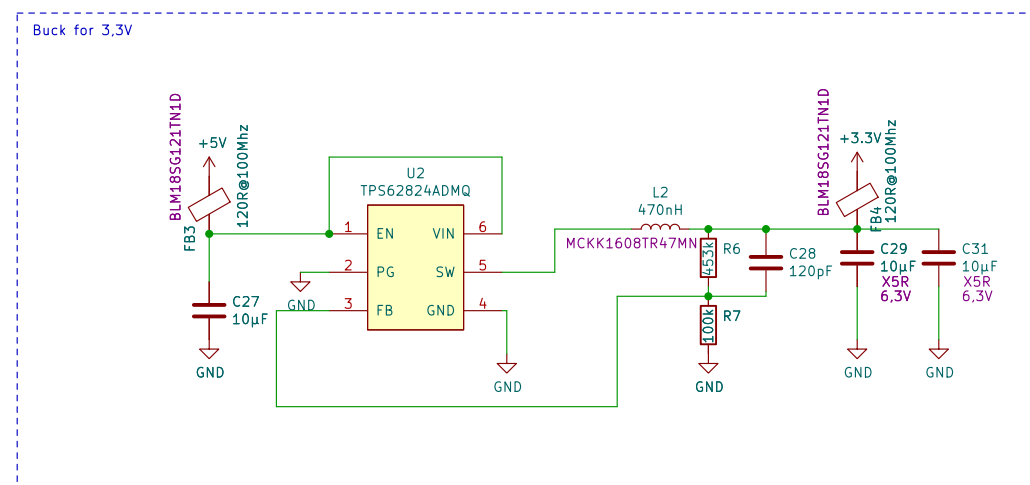 Buck for 3,3V
BLM18SG121TN1D
+5V
120R@100Mhz
FB3
C27
10µF
GND
GND
U2
TPS62824ADMQ
1
EN
VIN
6
2
PG
SW
5
3
FB
GND
4
GND
L2
470nH
MCKK1608TR47MN
453k
R6
C28
120pF
100k
R7
GND
BLM18SG121TN1D
+3.3V
120R@100Mhz
FB4
C29
10µF
X5R
6,3V
GND
C31
10µF
X5R
6,3V
GND